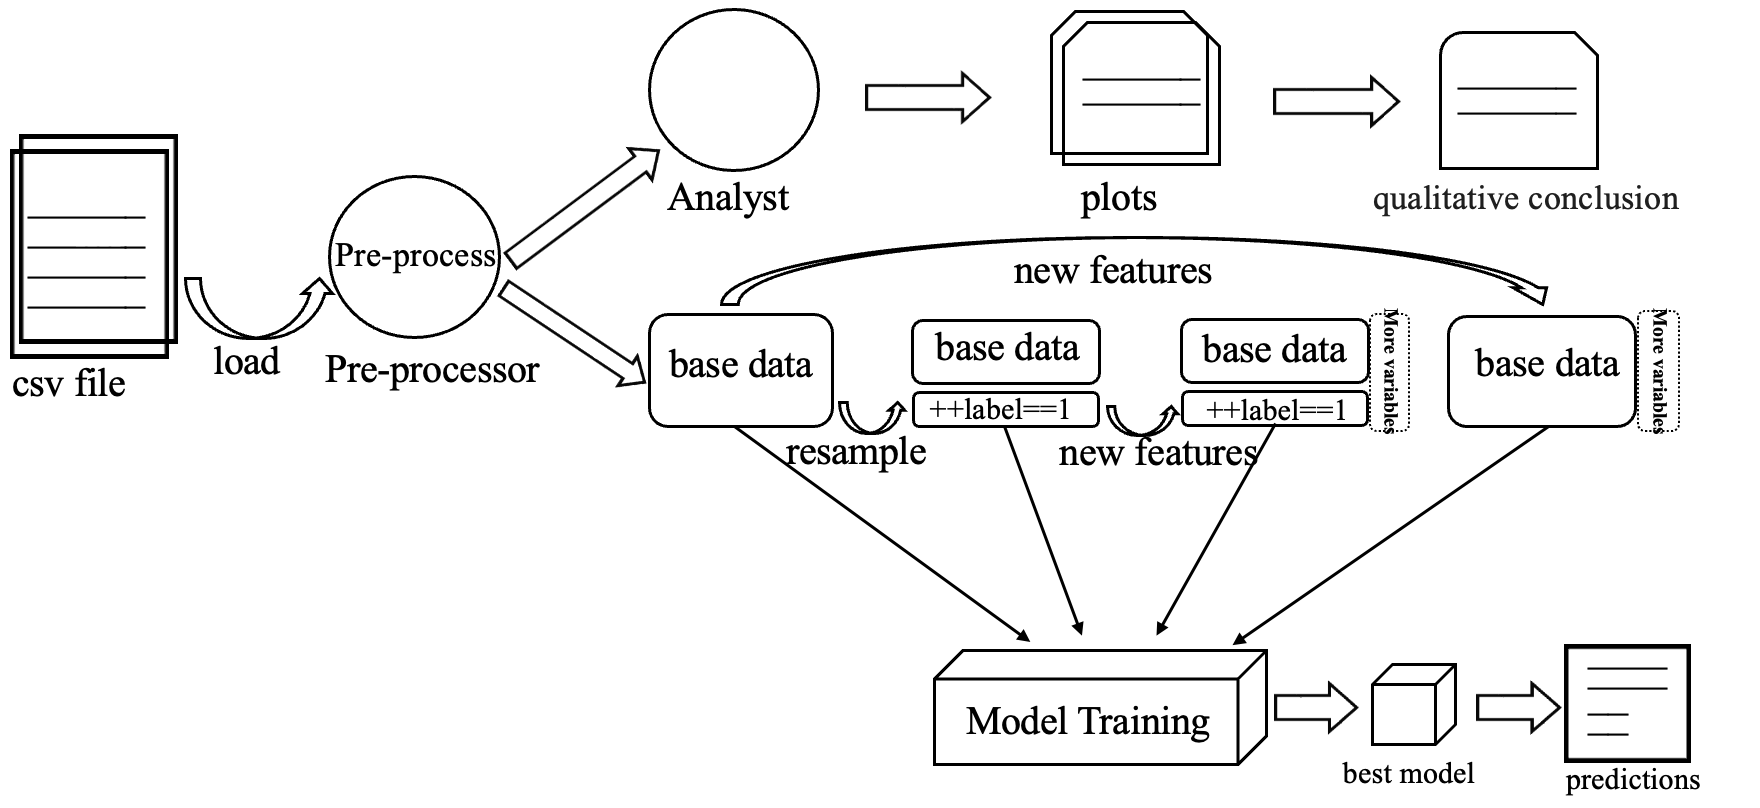 Analyst
plots
qualitative conclusion
Pre-process
csv file
load
Pre-processor
new features
base data
base data
++label==1
base data
++label==1
More variables
base data
More variables
resample
new features
Model Training
best model
predictions